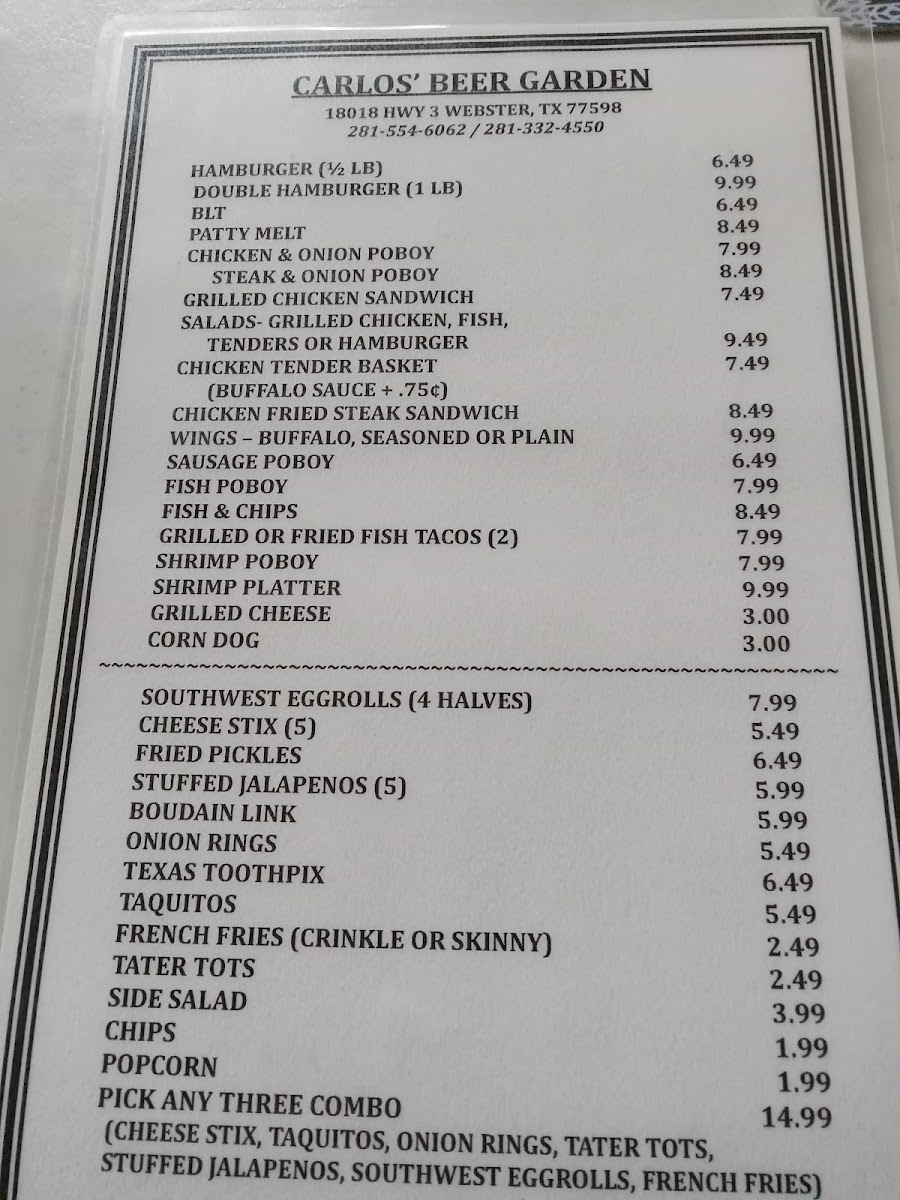 CARLOS' BEER GARDEN
18018 HWY 3 WEBSTER, TX 77598
281-554-6062 / 281-332-4550
HAMBURGER (½ LB) 6.49
DOUBLE HAMBURGER (1 LB) 9.99
BLT 6.49
PATTY MELT 8.49
CHICKEN & ONION POBOY 7.99
STEAK & ONION POBOY 8.49
GRILLED CHICKEN SANDWICH 7.49
SALADS- GRILLED CHICKEN, FISH,
TENDERS OR HAMBURGER 9.49
CHICKEN TENDER BASKET 7.49
(BUFFALO SAUCE + .75¢)
CHICKEN FRIED STEAK SANDWICH 8.49
WINGS – BUFFALO, SEASONED OR PLAIN 9.99
SAUSAGE POBOY 6.49
FISH POBOY 7.99
FISH & CHIPS 8.49
GRILLED OR FRIED FISH TACOS (2) 7.99
SHRIMP POBOY 7.99
SHRIMP PLATTER 9.99
GRILLED CHEESE 3.00
CORN DOG 3.00
~~~~~~~~~~~~~~~~~~~~~~~~~~~~~~~~~~~~~~~~~~~~~~~~~~~~~~~~~~
SOUTHWEST EGGROLLS (4 HALVES) 7.99
CHEESE STIX (5) 5.49
FRIED PICKLES 6.49
STUFFED JALAPENOS (5) 5.99
BOUDAIN LINK 5.99
ONION RINGS 5.49
TEXAS TOOTHPIX 6.49
TAQUITOS 5.49
FRENCH FRIES (CRINKLE OR SKINNY) 2.49
TATER TOTS 2.49
SIDE SALAD 3.99
CHIPS 1.99
POPCORN 1.99
PICK ANY THREE COMBO 14.99
(CHEESE STIX, TAQUITOS, ONION RINGS, TATER TOTS,
STUFFED JALAPENOS, SOUTHWEST EGGROLLS, FRENCH FRIES)